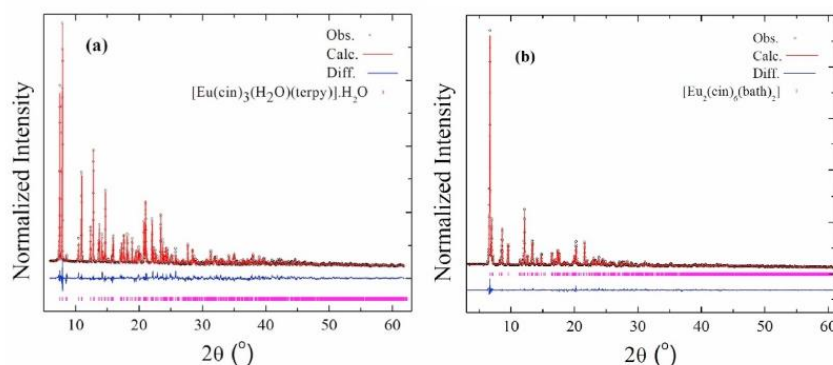 (a)
Obs.
Calc.
Diff.
[Eu(cin)₃(H₂O)(terpy)].H₂O
Normalized Intensity
10 20 30 40 50 60
2θ (°)
(b)
Obs.
Calc.
Diff.
[Eu₂(cin)₆(bath)₂]
Normalized Intensity
10 20 30 40 50 60
2θ (°)